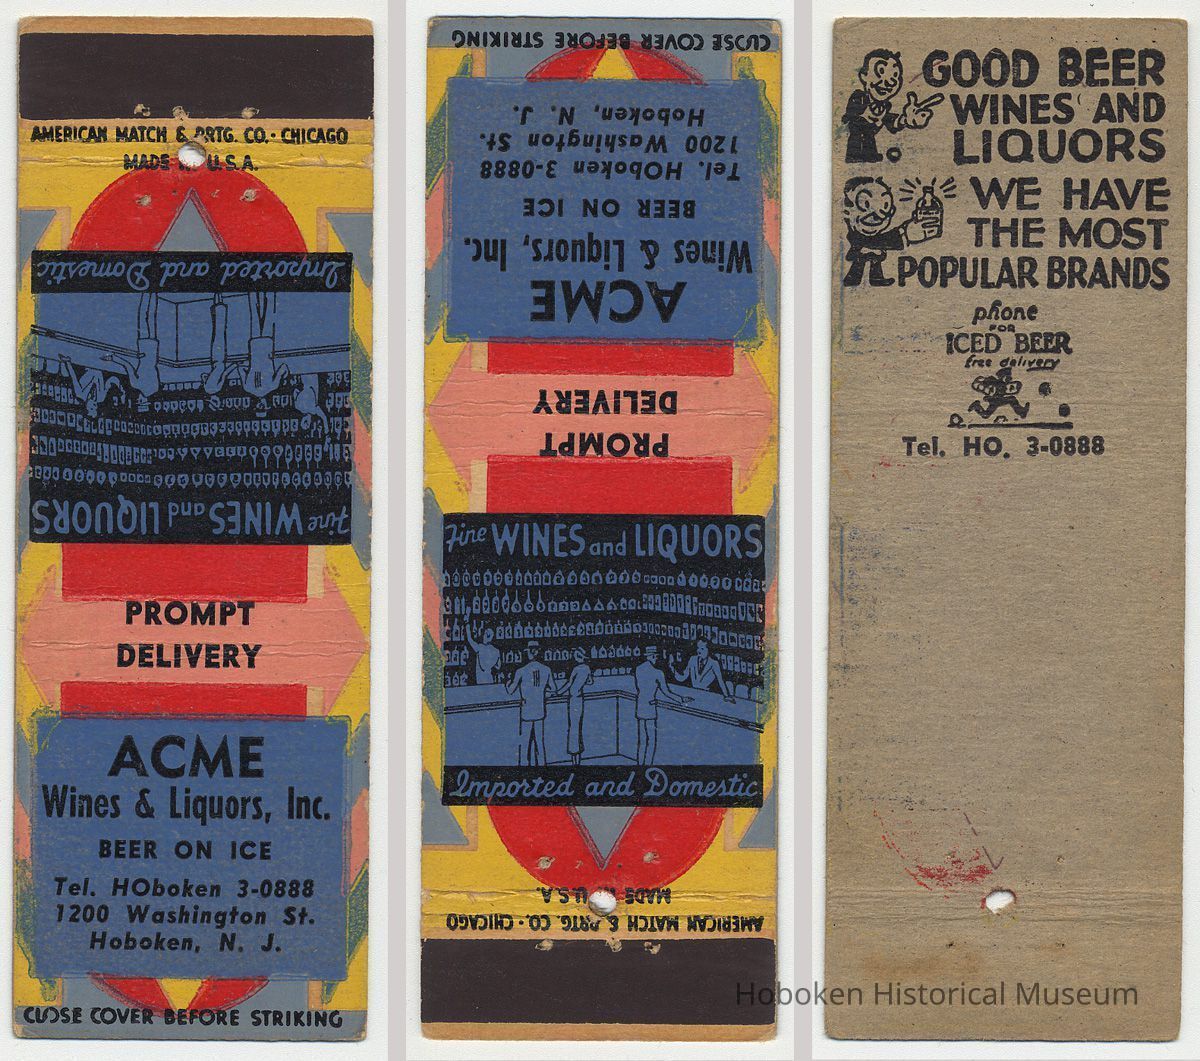 AMERICAN MATCH & PRTG. CO. · CHICAGO
MADE IN U.S.A.
Imported and Domestic
Fine WINES and LIQUORS
PROMPT
DELIVERY
ACME
Wines & Liquors, Inc.
BEER ON ICE
Tel. HOboken 3-0888
1200 Washington St.
Hoboken, N. J.
CLOSE COVER BEFORE STRIKING
CLOSE COVER BEFORE STRIKING
Hoboken, N. J.
1200 Washington St.
Tel. HOboken 3-0888
BEER ON ICE
Wines & Liquors, Inc.
ACME
DELIVERY
PROMPT
Fine WINES and LIQUORS
Imported and Domestic
MADE IN U.S.A.
AMERICAN MATCH & PRTG. CO. · CHICAGO
GOOD BEER
WINES AND
LIQUORS
WE HAVE
THE MOST
POPULAR BRANDS
phone
FOR
ICED BEER
free delivery
Tel. HO. 3-0888
Hoboken Historical Museum